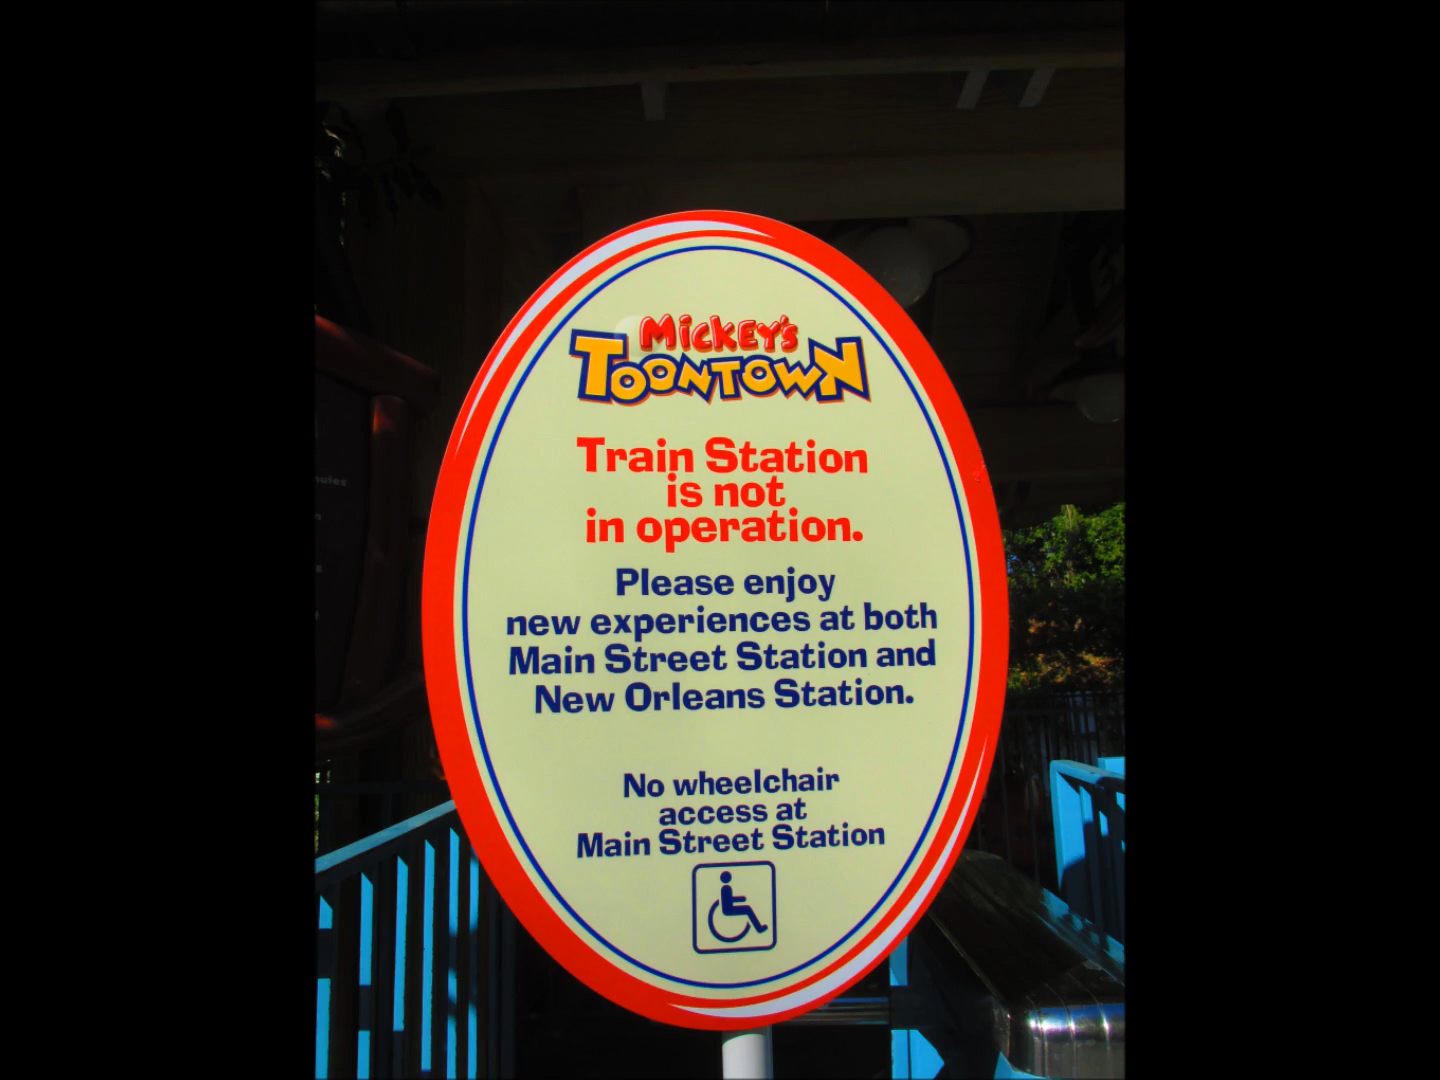 Mickey's
Toontown
Train Station
is not
in operation.
Please enjoy
new experiences at both
Main Street Station and
New Orleans Station.
No wheelchair
access at
Main Street Station